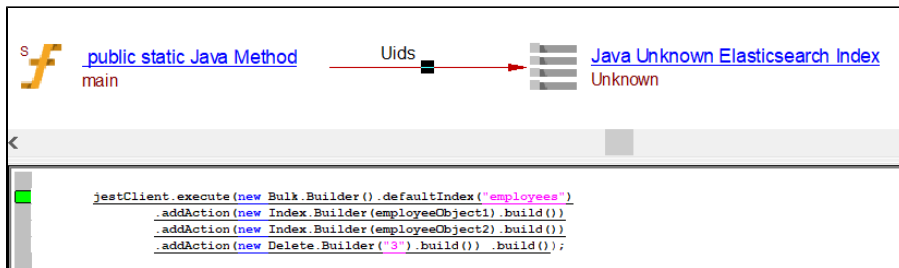 S
public static Java Method
main
Uids
Java Unknown Elasticsearch Index
Unknown
jestClient.execute(new Bulk.Builder().defaultIndex("employees")
.addAction(new Index.Builder(employeeObject1).build())
.addAction(new Index.Builder(employeeObject2).build())
.addAction(new Delete.Builder("3").build()) .build());